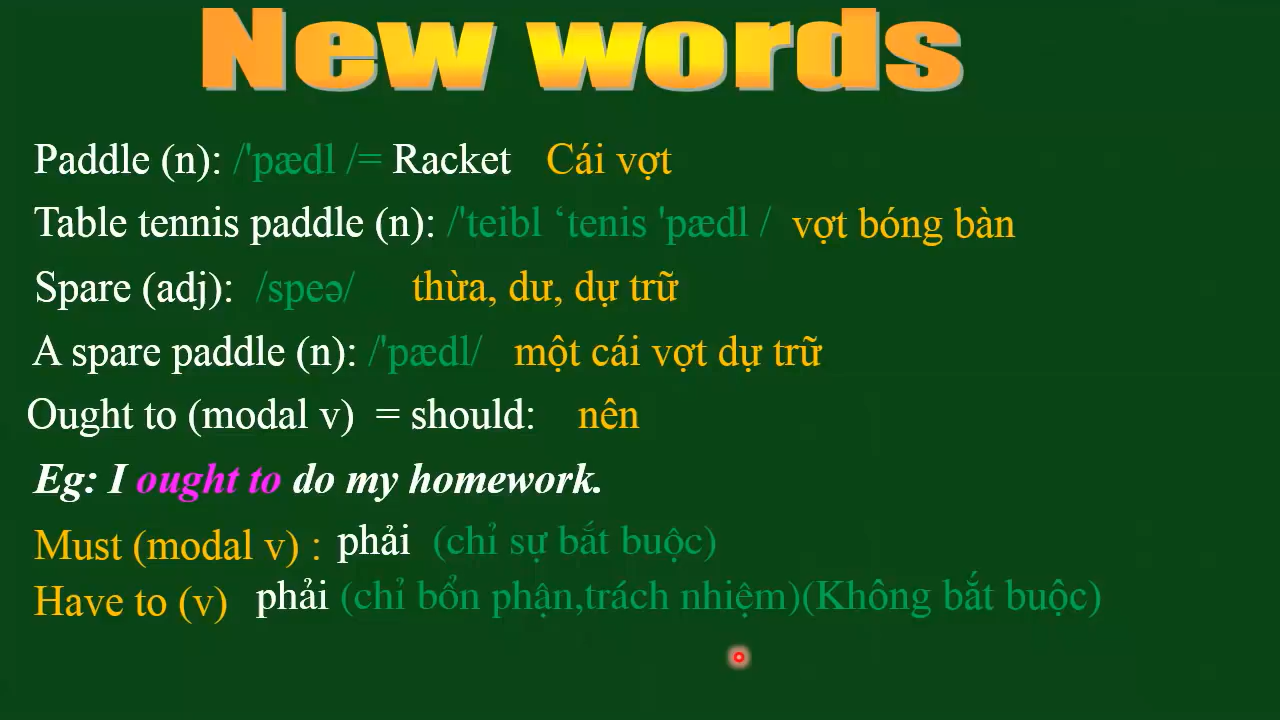 New words
Paddle (n): /'pædl /= Racket Cái vợt
Table tennis paddle (n): /'teibl ‘tenis 'pædl / vợt bóng bàn
Spare (adj): /speə/ thừa, dư, dự trữ
A spare paddle (n): /'pædl/ một cái vợt dự trữ
Ought to (modal v) = should: nên
Eg: I ought to do my homework.
Must (modal v) : phải (chỉ sự bắt buộc)
Have to (v) phải (chỉ bổn phận,trách nhiệm)(Không bắt buộc)